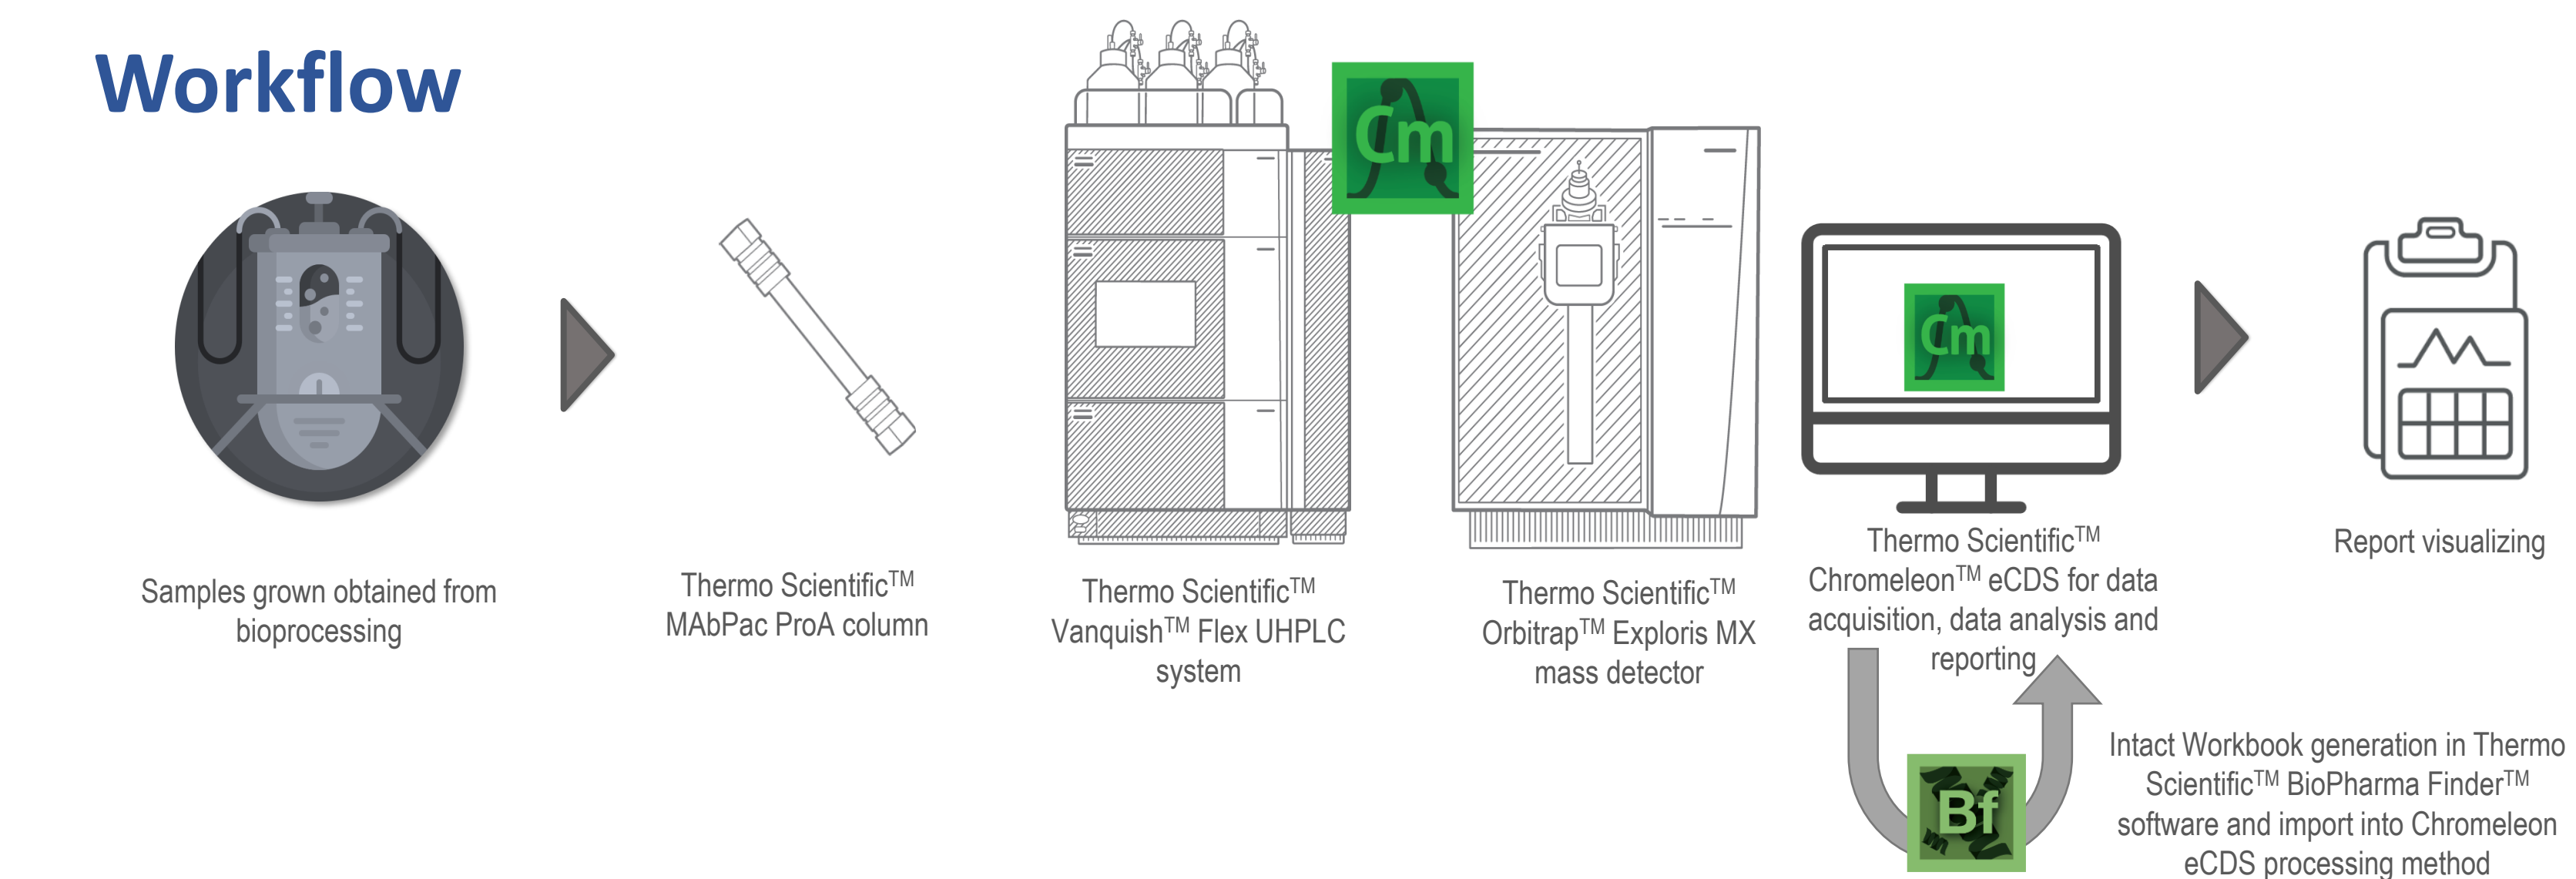 Workflow
Cm
Cm
Samples grown obtained from
bioprocessing
Thermo Scientific™
MAbPac ProA column
Thermo Scientific™
Vanquish™ Flex UHPLC
system
Thermo Scientific™
Orbitrap™ Exploris MX
mass detector
Thermo Scientific™
Chromeleon™ eCDS for data
acquisition, data analysis and
reporting
Report visualizing
Bf
Intact Workbook generation in Thermo
Scientific™ BioPharma Finder™
software and import into Chromeleon
eCDS processing method